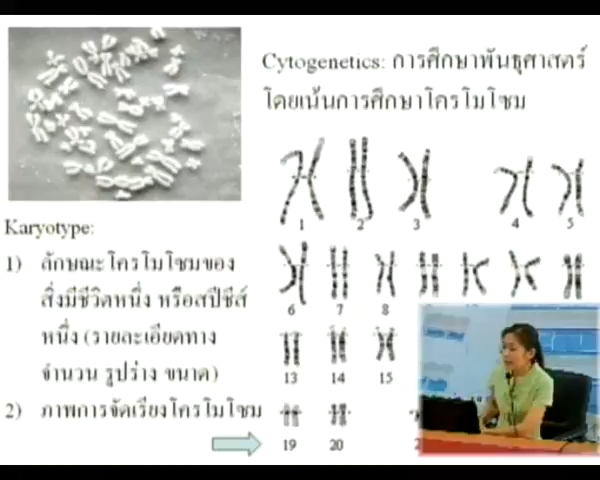 Cytogenetics: การศึกษาพันธุศาสตร์
โดยเน้นการศึกษาโครโมโซม
1 2 3 4 5
Karyotype:
1) ลักษณะโครโมโซมของ
สิ่งมีชีวิตหนึ่ง หรือสปีชีส์
หนึ่ง (รายละเอียดทาง
จำนวน รูปร่าง ขนาด)
2) ภาพการจัดเรียงโครโมโซม
6 7 8
13 14 15
19 20